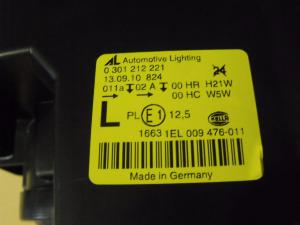 AL Automotive Lighting
0 301 212 221
13.09.10 824 24
011a 02 A 00 HR H21W
00 HC W5W
L PL E1 12,5
HELLA
1663 1EL 009 476-011
Made in Germany